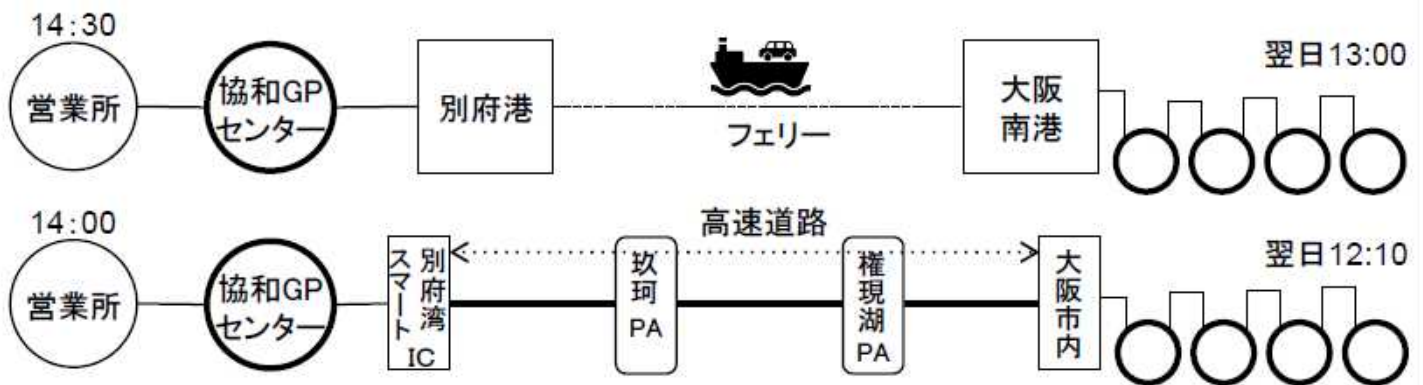 14:30
営業所
協和GP
センター
別府港
フェリー
大阪
南港
翌日13:00
14:00
営業所
協和GP
センター
別府湾
スマート
IC
高速道路
玖珂
PA
権現湖
PA
大阪市内
翌日12:10